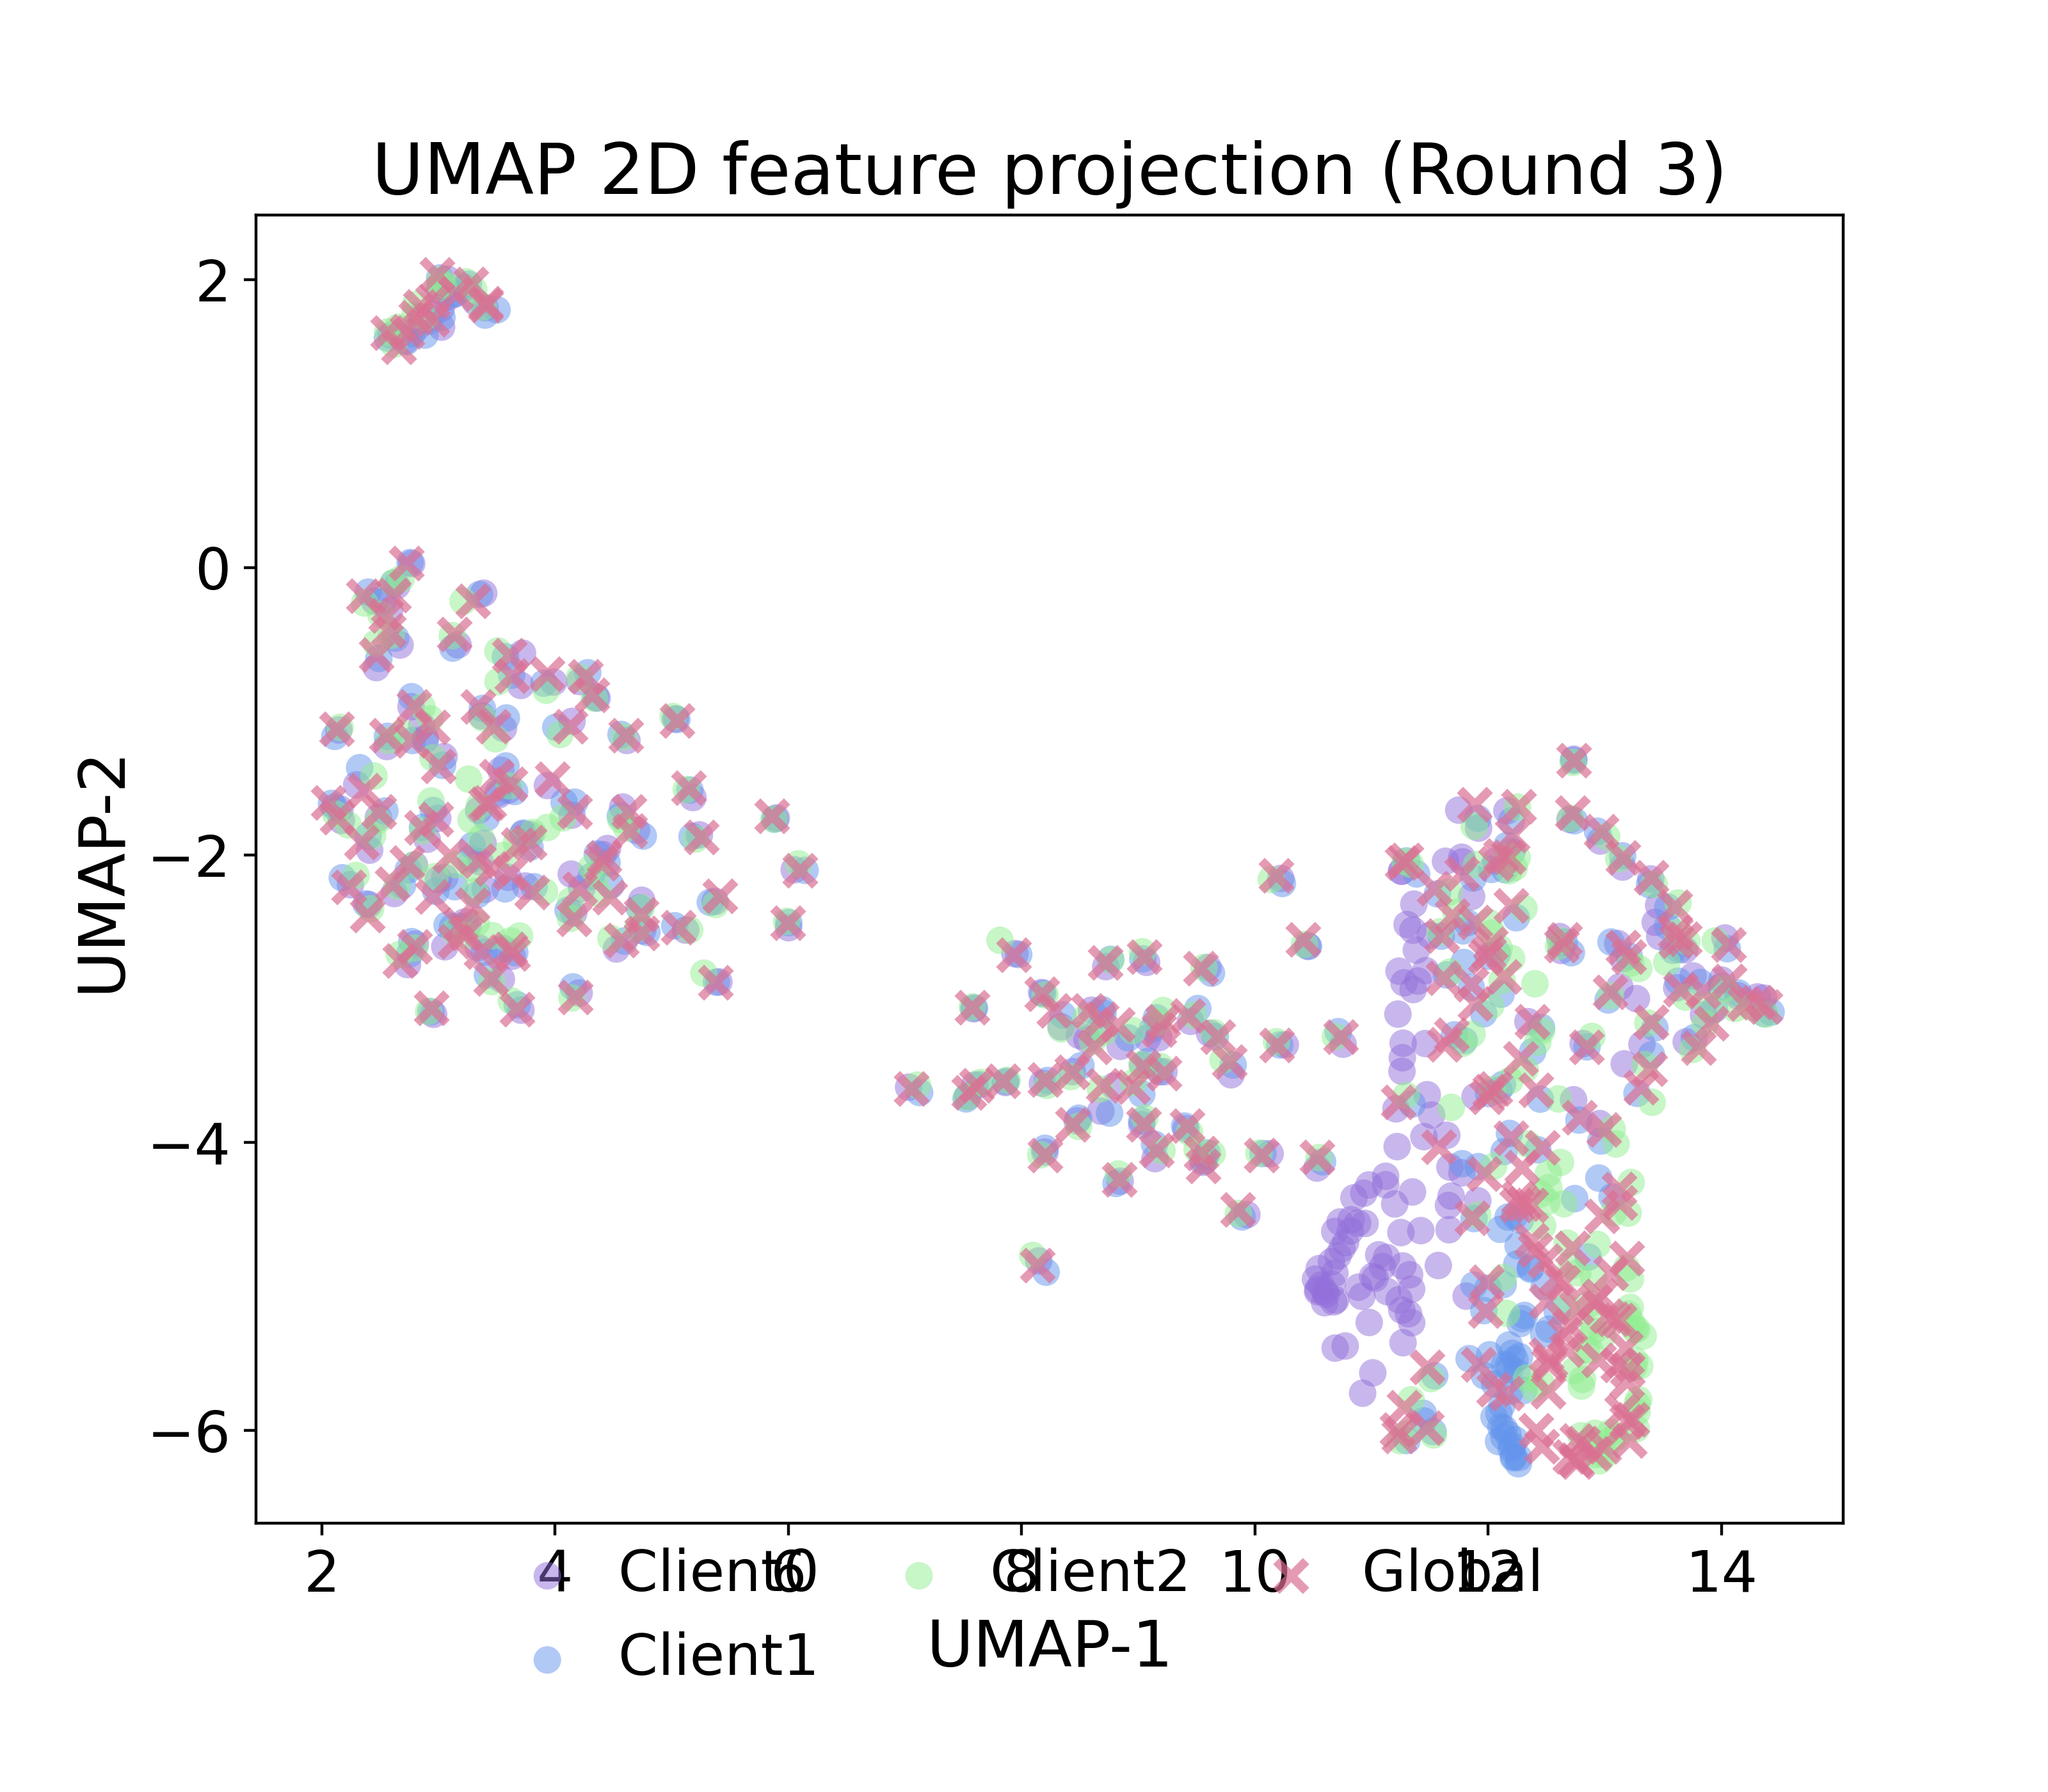 UMAP 2D feature projection (Round 3)
2
0
−2
−4
−6
UMAP-2
2 4 6 8 10 12 14
Client0 Client2 Global
Client1
UMAP-1